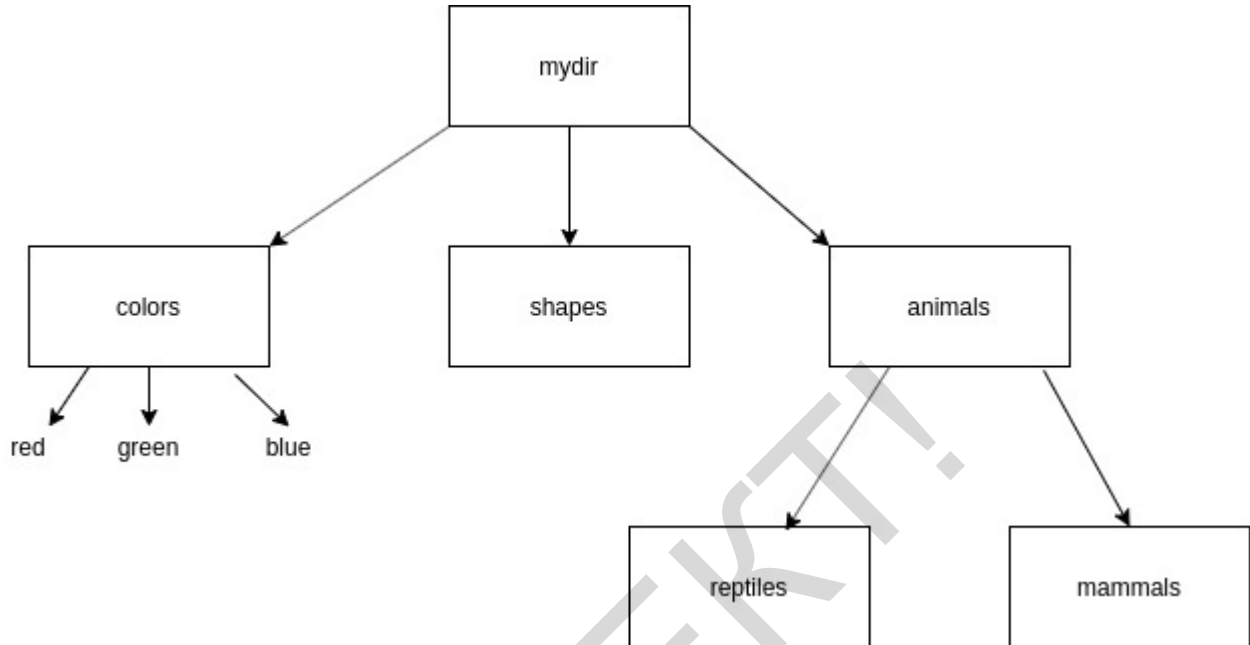 mydir
colors
shapes
animals
red
green
blue
reptiles
mammals